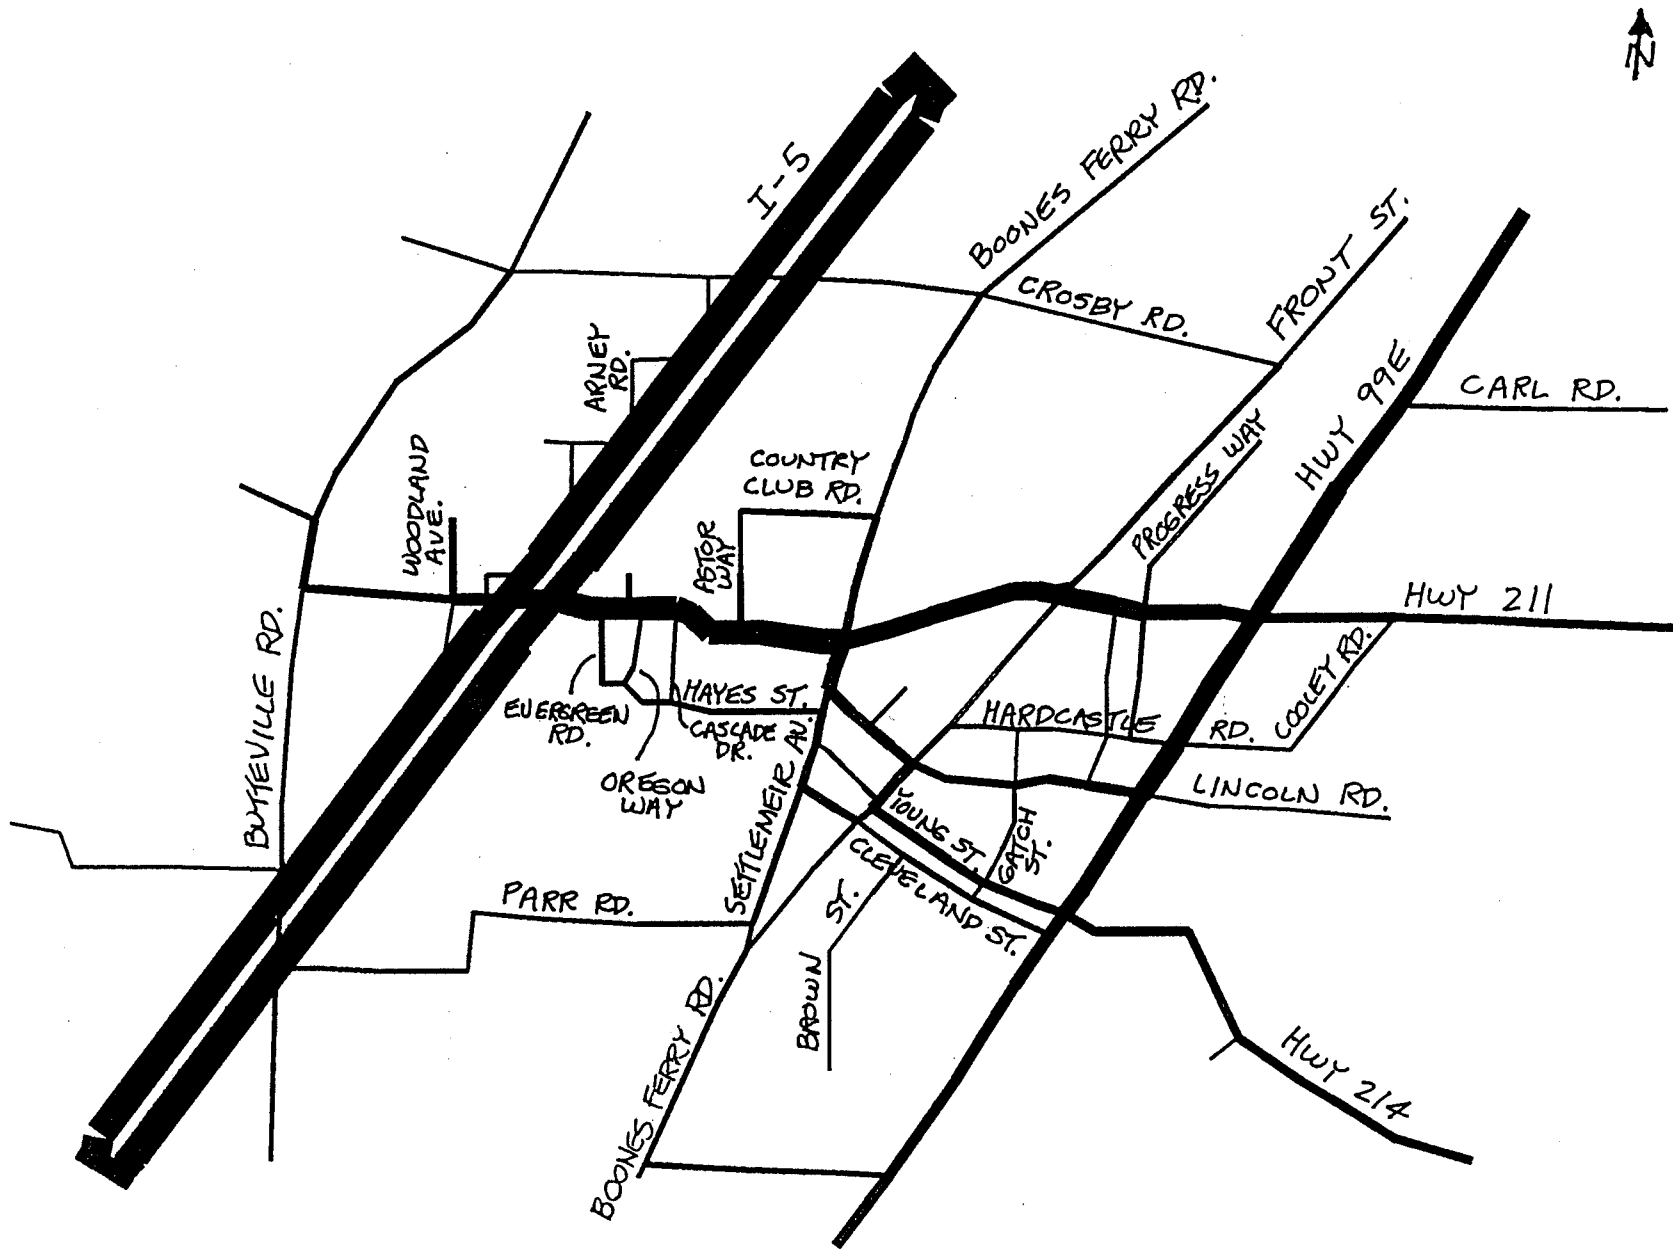 N
I-5
BOONES FERRY RD.
CROSBY RD.
FRONT ST.
HWY 99E
CARL RD.
ARNEY
RD.
WOODLAND
AVE.
COUNTRY
CLUB RD.
ASTOR
WAY
PROGRESS WAY
HWY 211
BUTTEVILLE RD.
EVERGREEN
RD.
HAYES ST.
CASCADE
DR.
OREGON
WAY
SETTLEMEIR AV.
HARDCASTLE RD.
COOLEY RD.
LINCOLN RD.
YOUNG ST.
GATCH
ST.
CLEVELAND ST.
PARR RD.
BROWN ST.
BOONES FERRY RD.
HWY 214